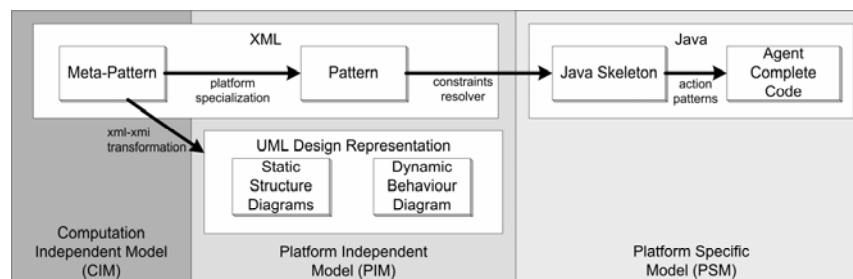 XML
Java
Meta-Pattern
platform
specialization
Pattern
constraints
resolver
Java Skeleton
action
patterns
Agent
Complete
Code
xml-xmi
transformation
UML Design Representation
Static
Structure
Diagrams
Dynamic
Behaviour
Diagram
Computation
Independent Model
(CIM)
Platform Independent
Model (PIM)
Platform Specific
Model (PSM)